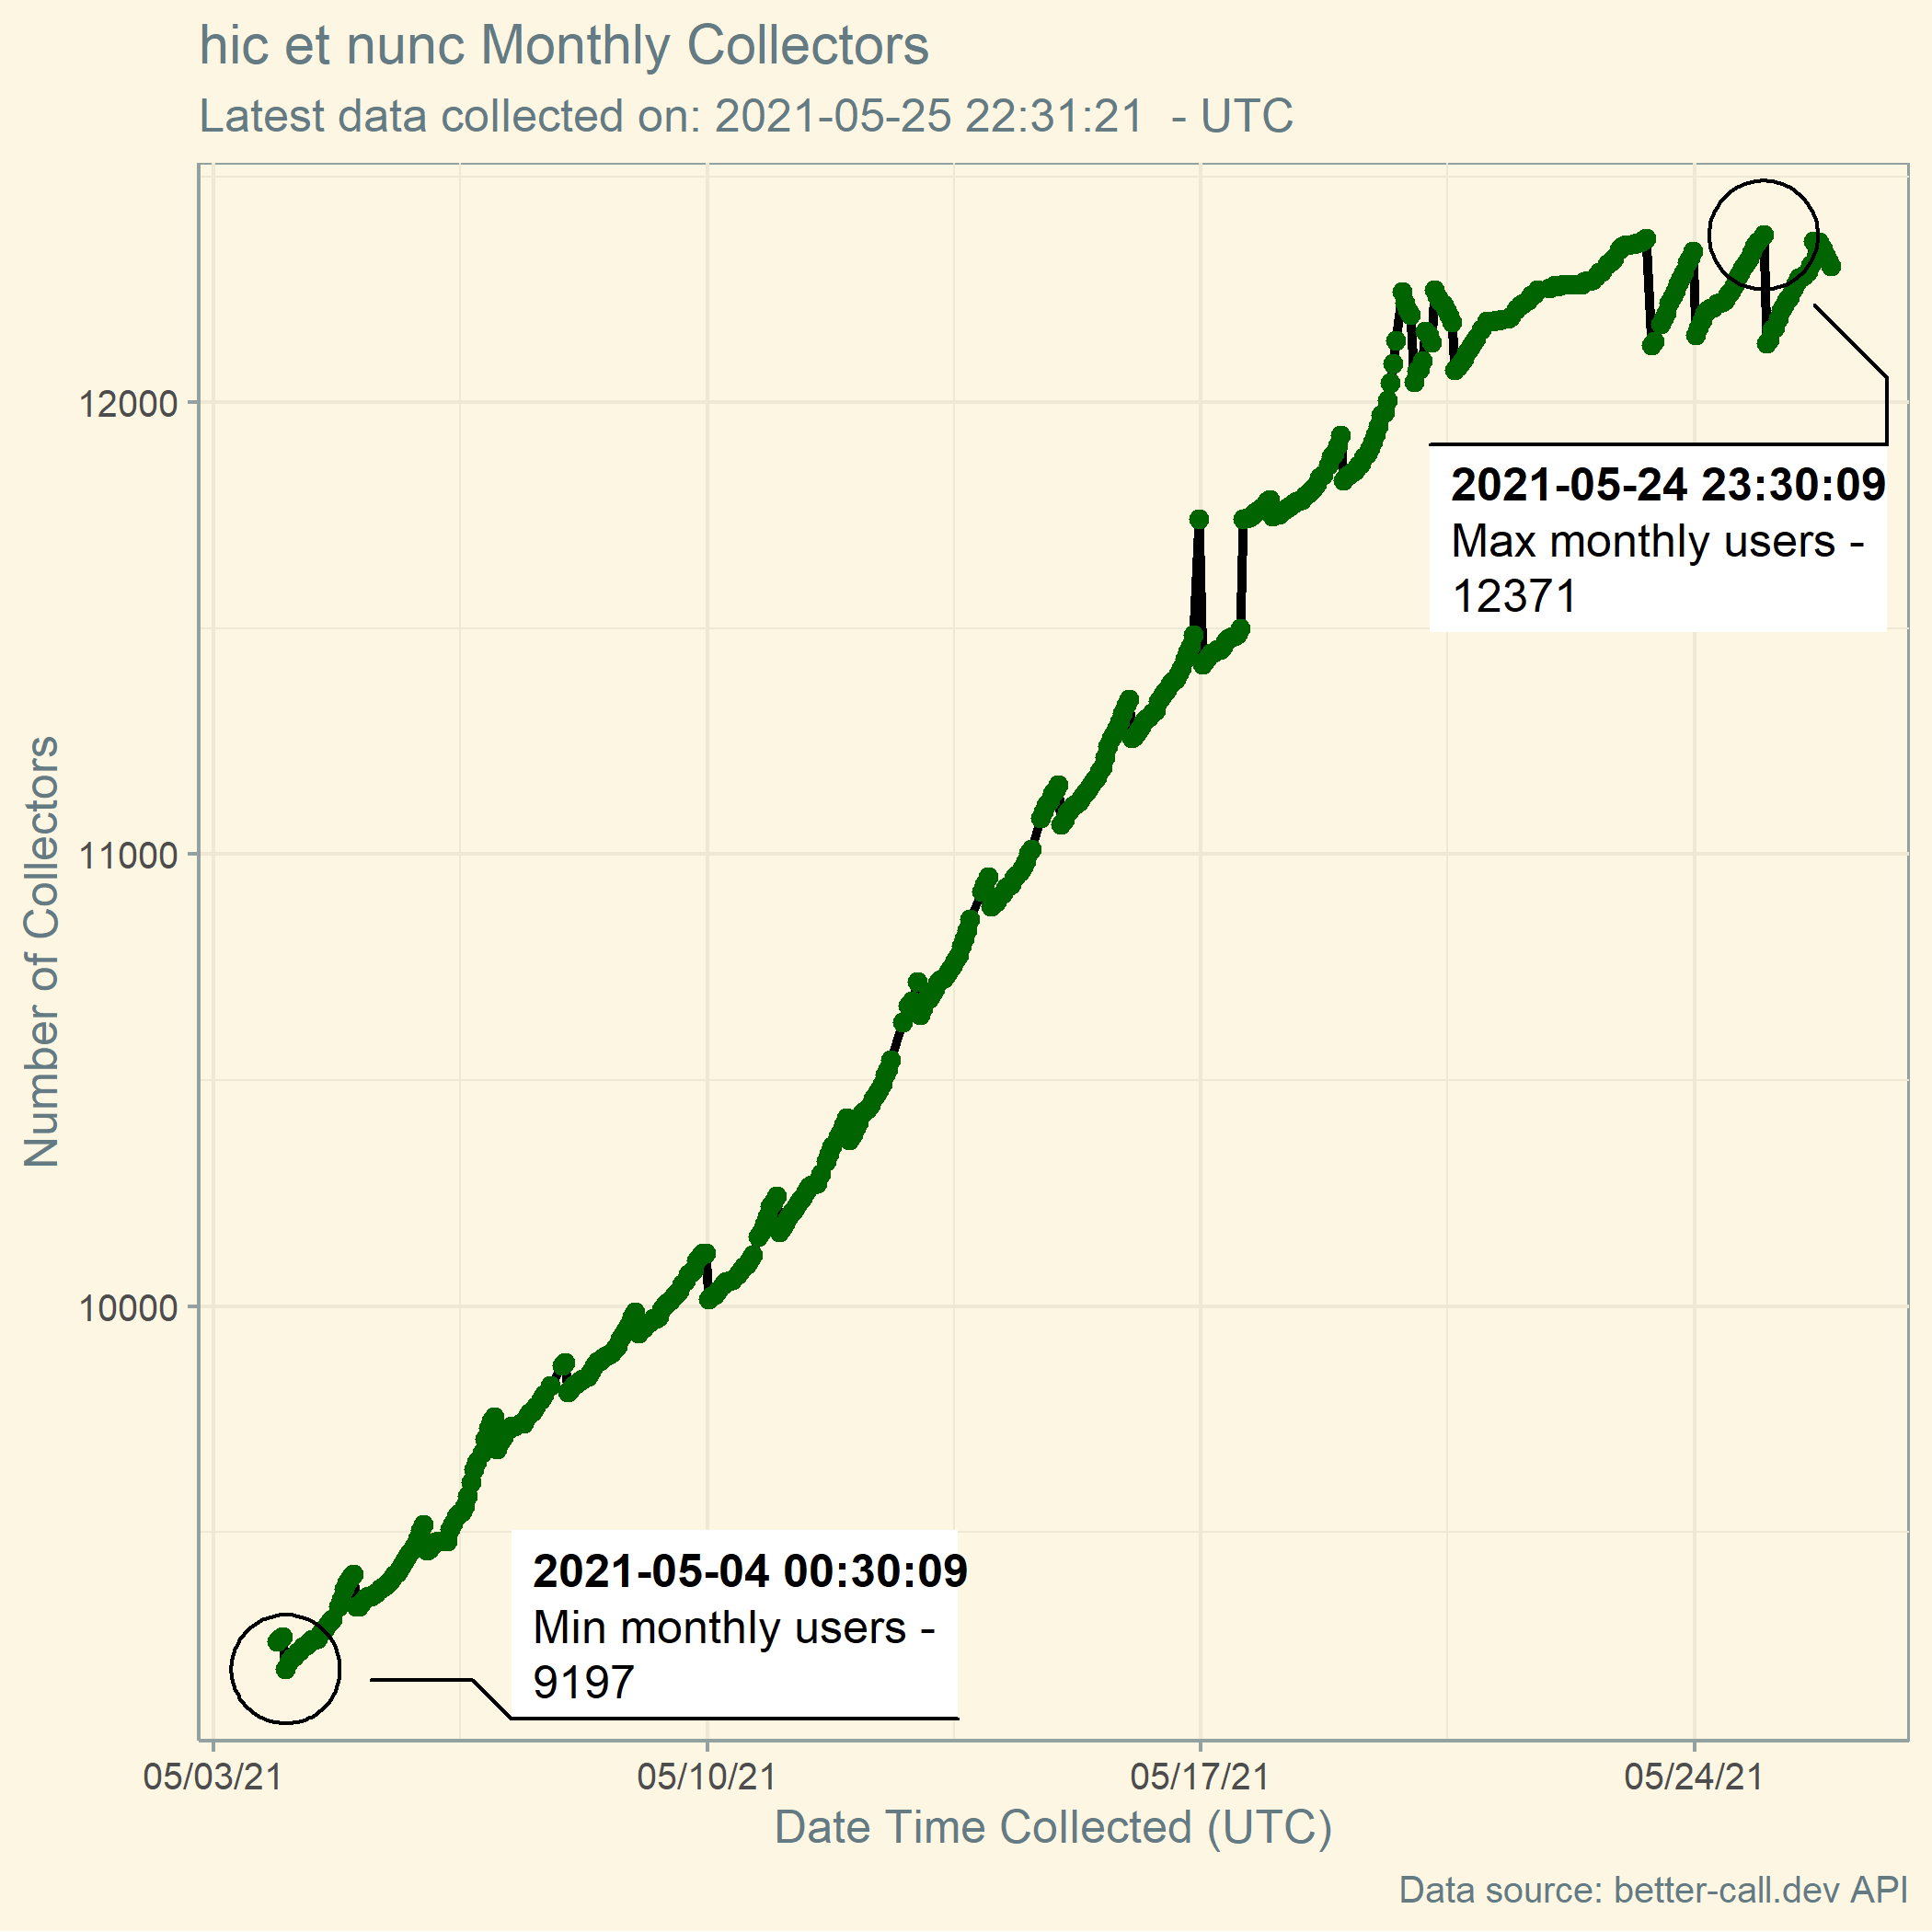 hic et nunc Monthly Collectors
Latest data collected on: 2021-05-25 22:31:21  - UTC
Number of Collectors
12000
11000
10000
2021-05-24 23:30:09
Max monthly users -
12371
2021-05-04 00:30:09
Min monthly users -
9197
05/03/21
05/10/21
05/17/21
05/24/21
Date Time Collected (UTC)
Data source: better-call.dev API